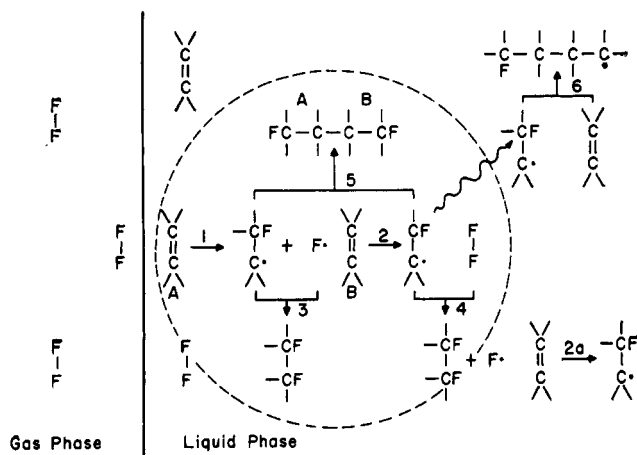 F
F
F
F
F
F
F
F
C
C
A
B
FC—C—C—CF
5
—C—C—C—C
F
6
—CF
C·
C
C
C
C
A
1
—CF
C·
+ F·
C
C
B
2
CF
C·
F
F
3
4
—CF
—CF
—CF
—CF
+ F·
C
C
2a
—CF
C·
Gas Phase
Liquid Phase